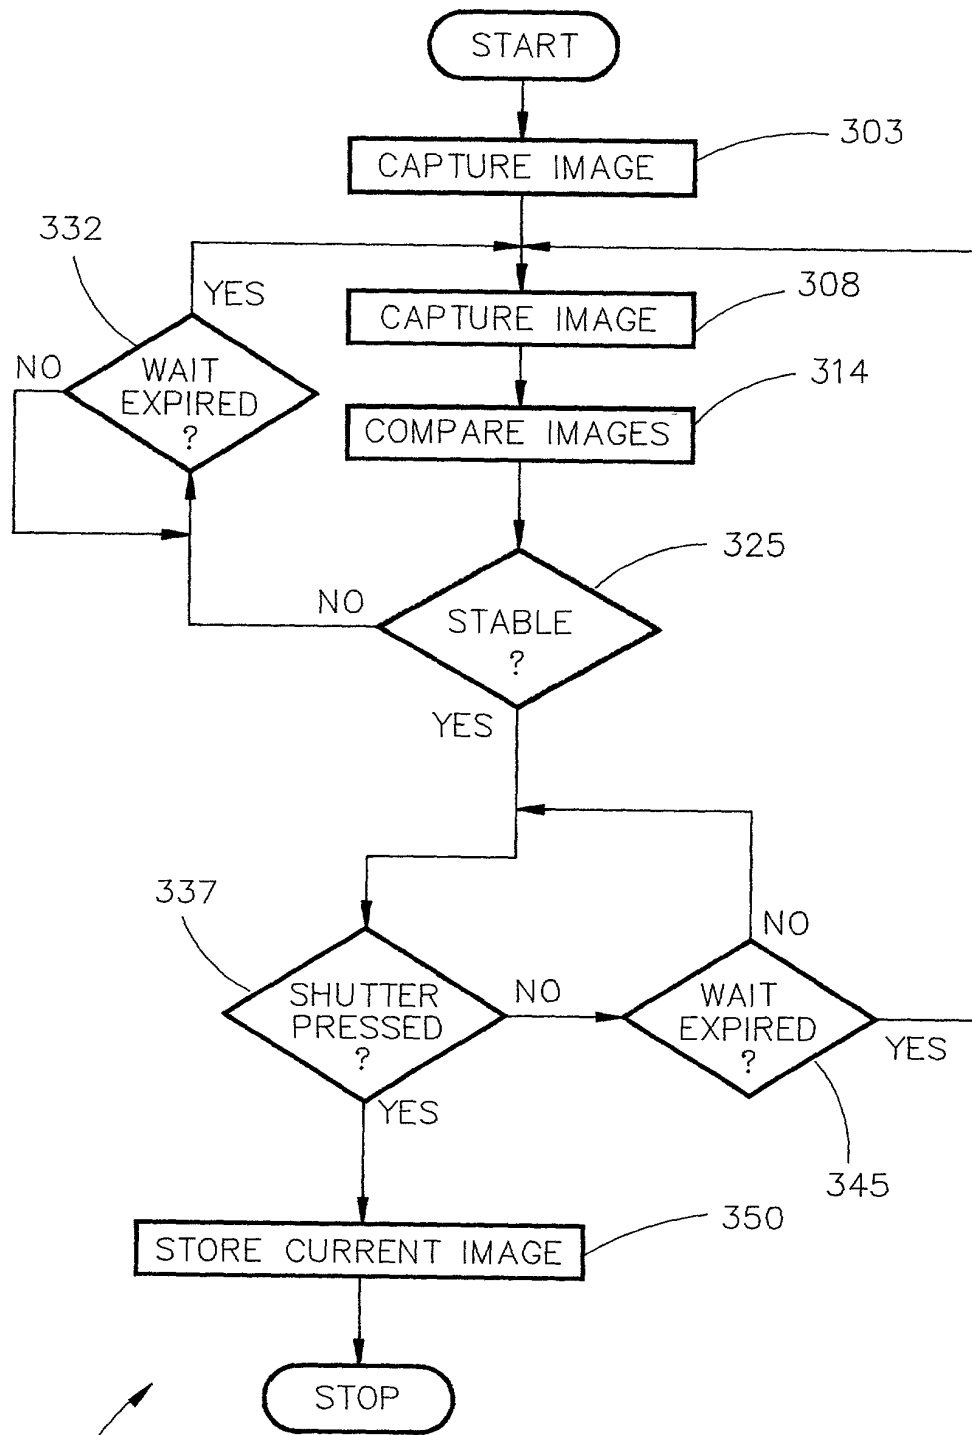 START
303
CAPTURE IMAGE
332
YES
308
CAPTURE IMAGE
NO
WAIT
EXPIRED
?
314
COMPARE IMAGES
325
NO
STABLE
?
YES
337
NO
SHUTTER
PRESSED
?
NO
WAIT
EXPIRED
?
YES
YES
345
350
STORE CURRENT IMAGE
STOP